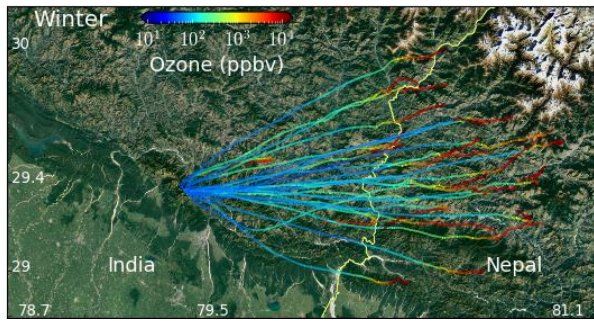 Winter
10¹ 10² 10³ 10⁴
Ozone (ppbv)
30
29.4
29
India
Nepal
78.7 79.5 81.1